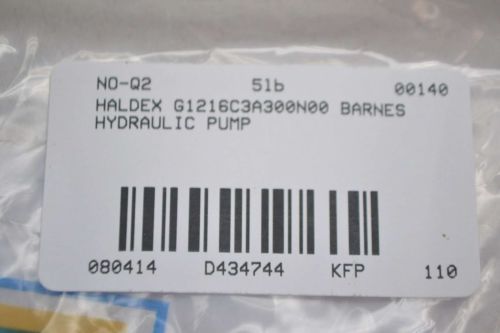 NO-Q2 5lb 00140
HALDEX G1216C3A300N00 BARNES
HYDRAULIC PUMP
080414 D434744 KFP 110